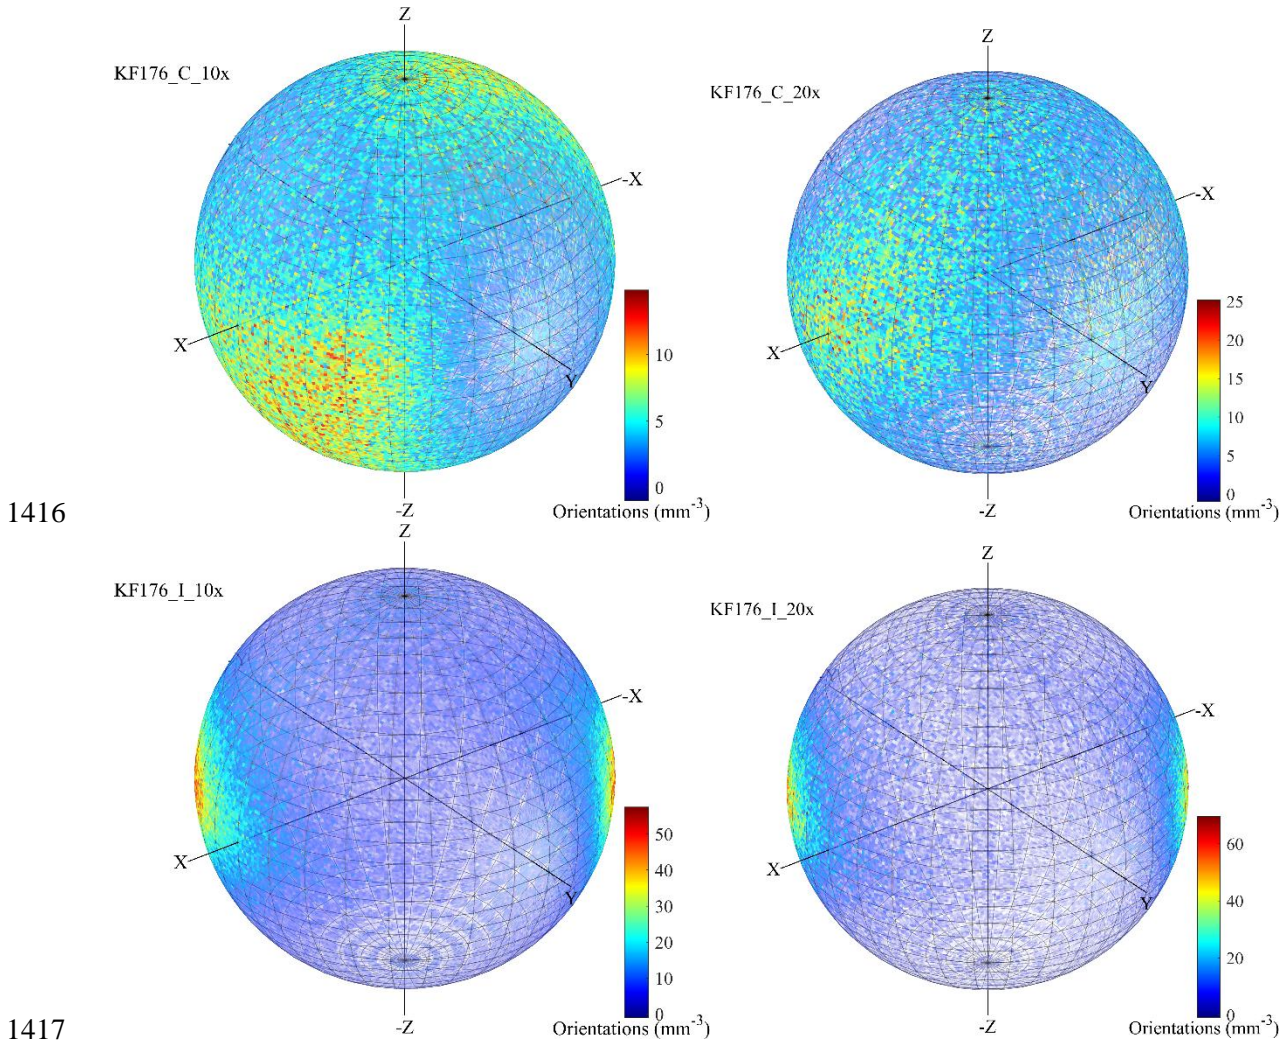 Z
KF176_C_10x
-X
X
Y
10
5
0
-Z
Orientations (mm-3)
Z
KF176_C_20x
-X
X
Y
25
20
15
10
5
0
-Z
Orientations (mm-3)
1416
Z
KF176_I_10x
-X
X
Y
50
40
30
20
10
0
-Z
Orientations (mm-3)
Z
KF176_I_20x
-X
X
Y
60
40
20
0
-Z
Orientations (mm-3)
1417